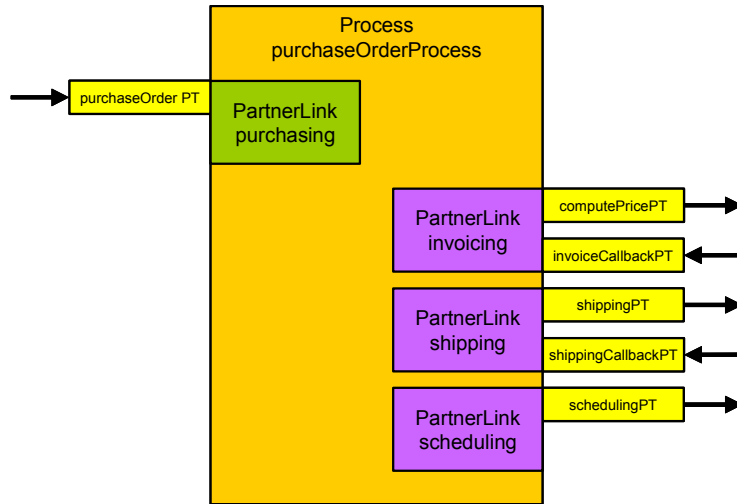 Process
purchaseOrderProcess
purchaseOrder PT
PartnerLink
purchasing
PartnerLink
invoicing
computePricePT
invoiceCallbackPT
PartnerLink
shipping
shippingPT
shippingCallbackPT
PartnerLink
scheduling
schedulingPT